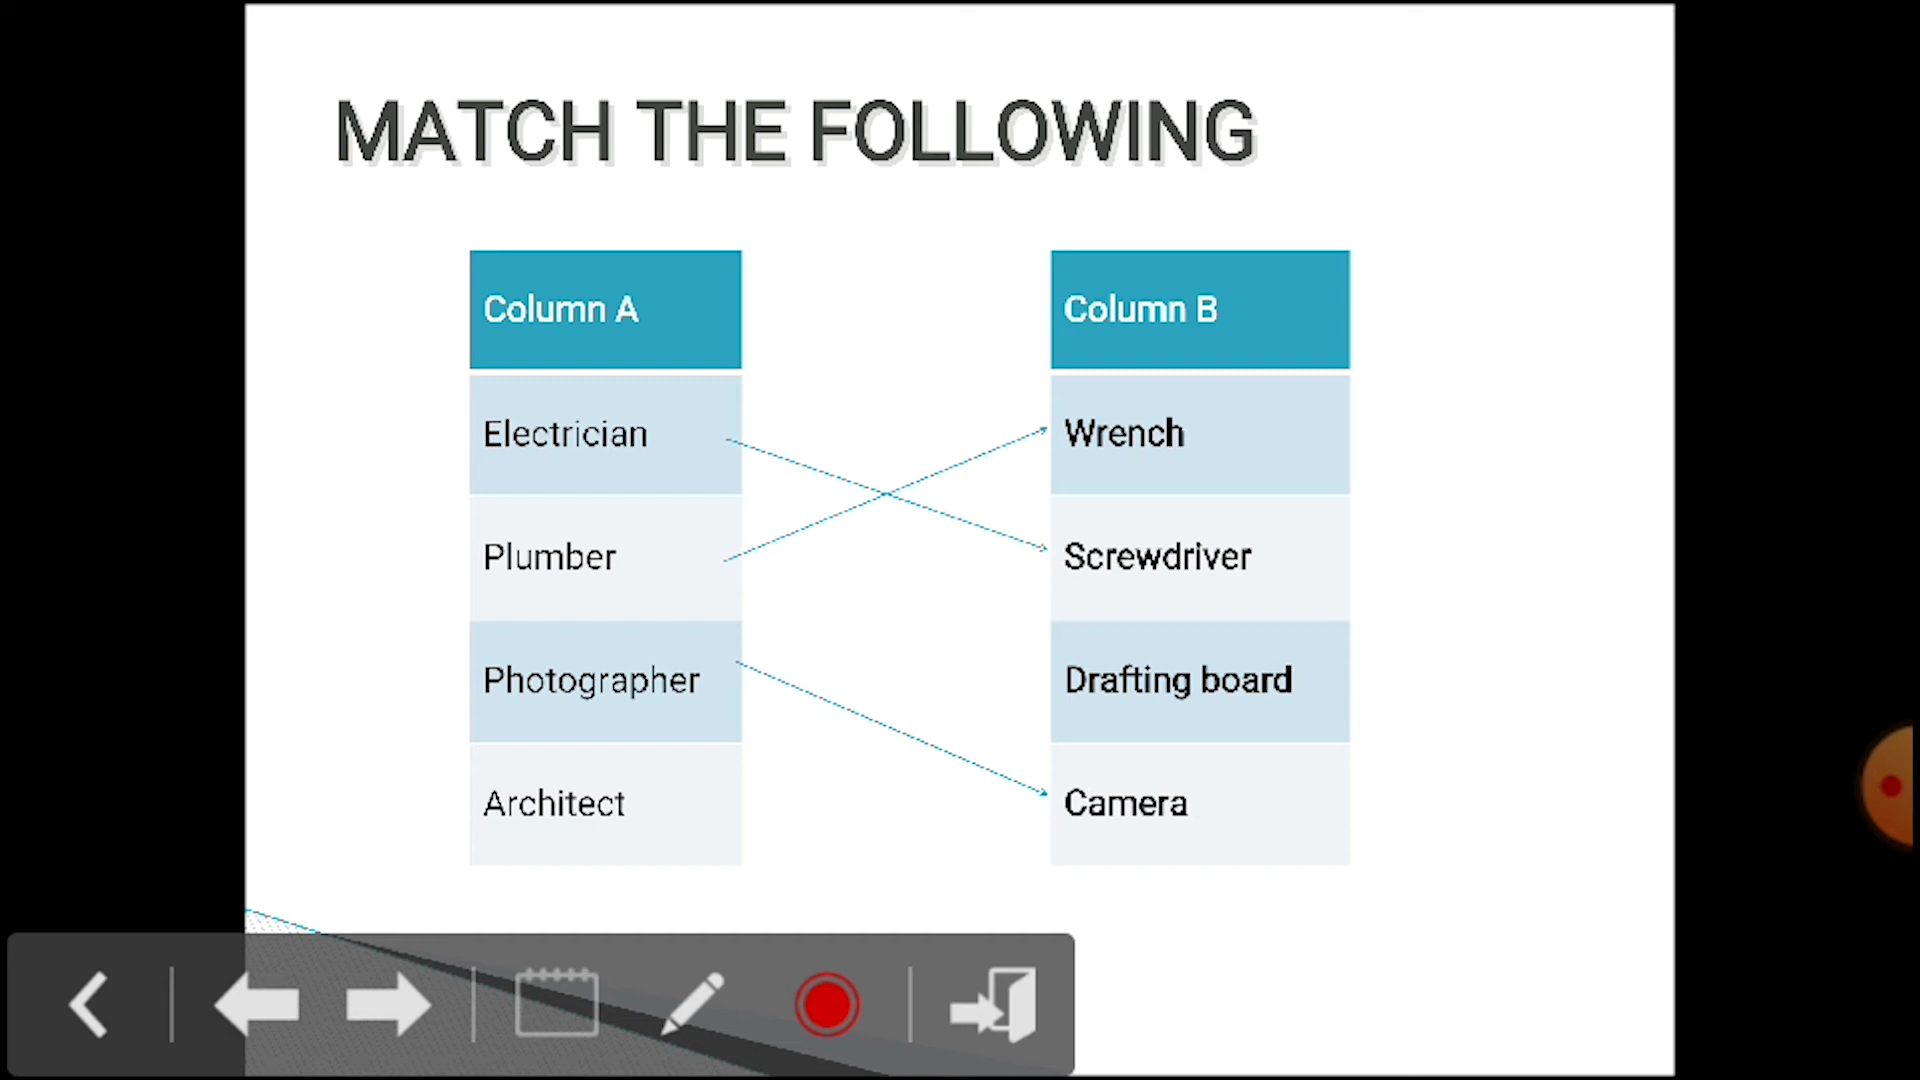 MATCH THE FOLLOWING
Column A
Column B
Electrician
Wrench
Plumber
Screwdriver
Photographer
Drafting board
Architect
Camera